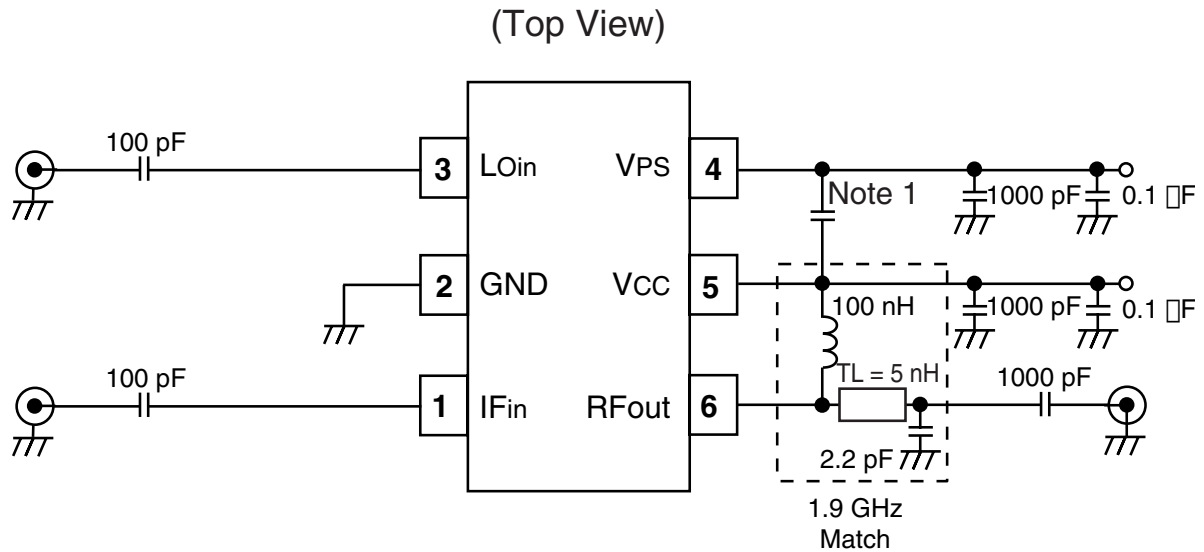 (Top View)
100 pF
3 LOin VPS 4
Note 1
1000 pF
0.1 □F
2 GND VCC 5
100 nH
1000 pF
0.1 □F
100 pF
TL = 5 nH
1000 pF
1 IFin RFout 6
2.2 pF
1.9 GHz
Match